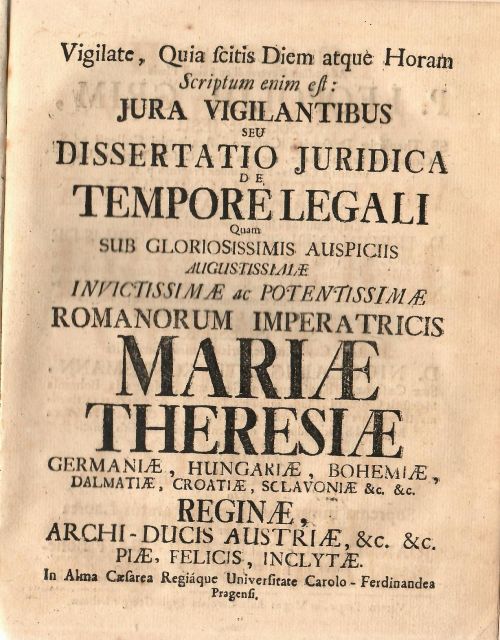 Vigilate, Quia scitis Diem atque Horam
Scriptum enim est:
JURA VIGILANTIBUS
SEU
DISSERTATIO JURIDICA
DE
TEMPORE LEGALI
Quam
SUB GLORIOSISSIMIS AUSPICIIS
AUGUSTISSIMÆ
INVICTISSIMÆ ac POTENTISSIMÆ
ROMANORUM IMPERATRICIS
MARIÆ
THERESIÆ
GERMANIÆ, HUNGARIÆ, BOHEMIÆ,
DALMATIÆ, CROATIÆ, SCLAVONIÆ &c. &c.
REGINÆ,
ARCHI-DUCIS AUSTRIÆ, &c. &c.
PIÆ, FELICIS, INCLYTÆ.
In Alma Cæsarea Regiáque Universitate Carolo-Ferdinandea
Pragensi.